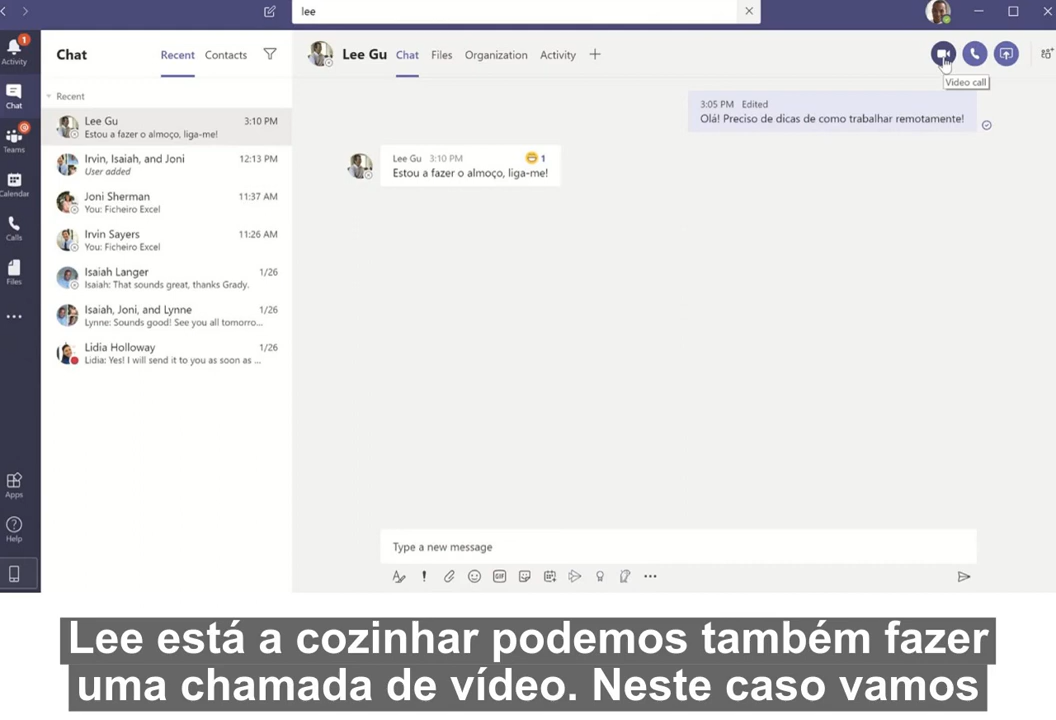 lee
1
Activity
Chat
Teams
Calendar
Calls
Files
Apps
Help
Chat
Recent
Contacts
Recent
Lee Gu 3:10 PM
Estou a fazer o almoço, liga-me!
Irvin, Isaiah, and Joni 12:13 PM
User added
Joni Sherman 11:37 AM
You: Ficheiro Excel
Irvin Sayers 11:26 AM
You: Ficheiro Excel
Isaiah Langer 1/26
Isaiah: That sounds great, thanks Grady.
Isaiah, Joni, and Lynne 1/26
Lynne: Sounds good! See you all tomorro...
Lidia Holloway 1/26
Lidia: Yes! I will send it to you as soon as ...
Lee Gu Chat Files Organization Activity
Video call
3:05 PM Edited
Olá! Preciso de dicas de como trabalhar remotamente!
Lee Gu 3:10 PM 1
Estou a fazer o almoço, liga-me!
Type a new message
GIF
Lee está a cozinhar podemos também fazer
uma chamada de vídeo. Neste caso vamos